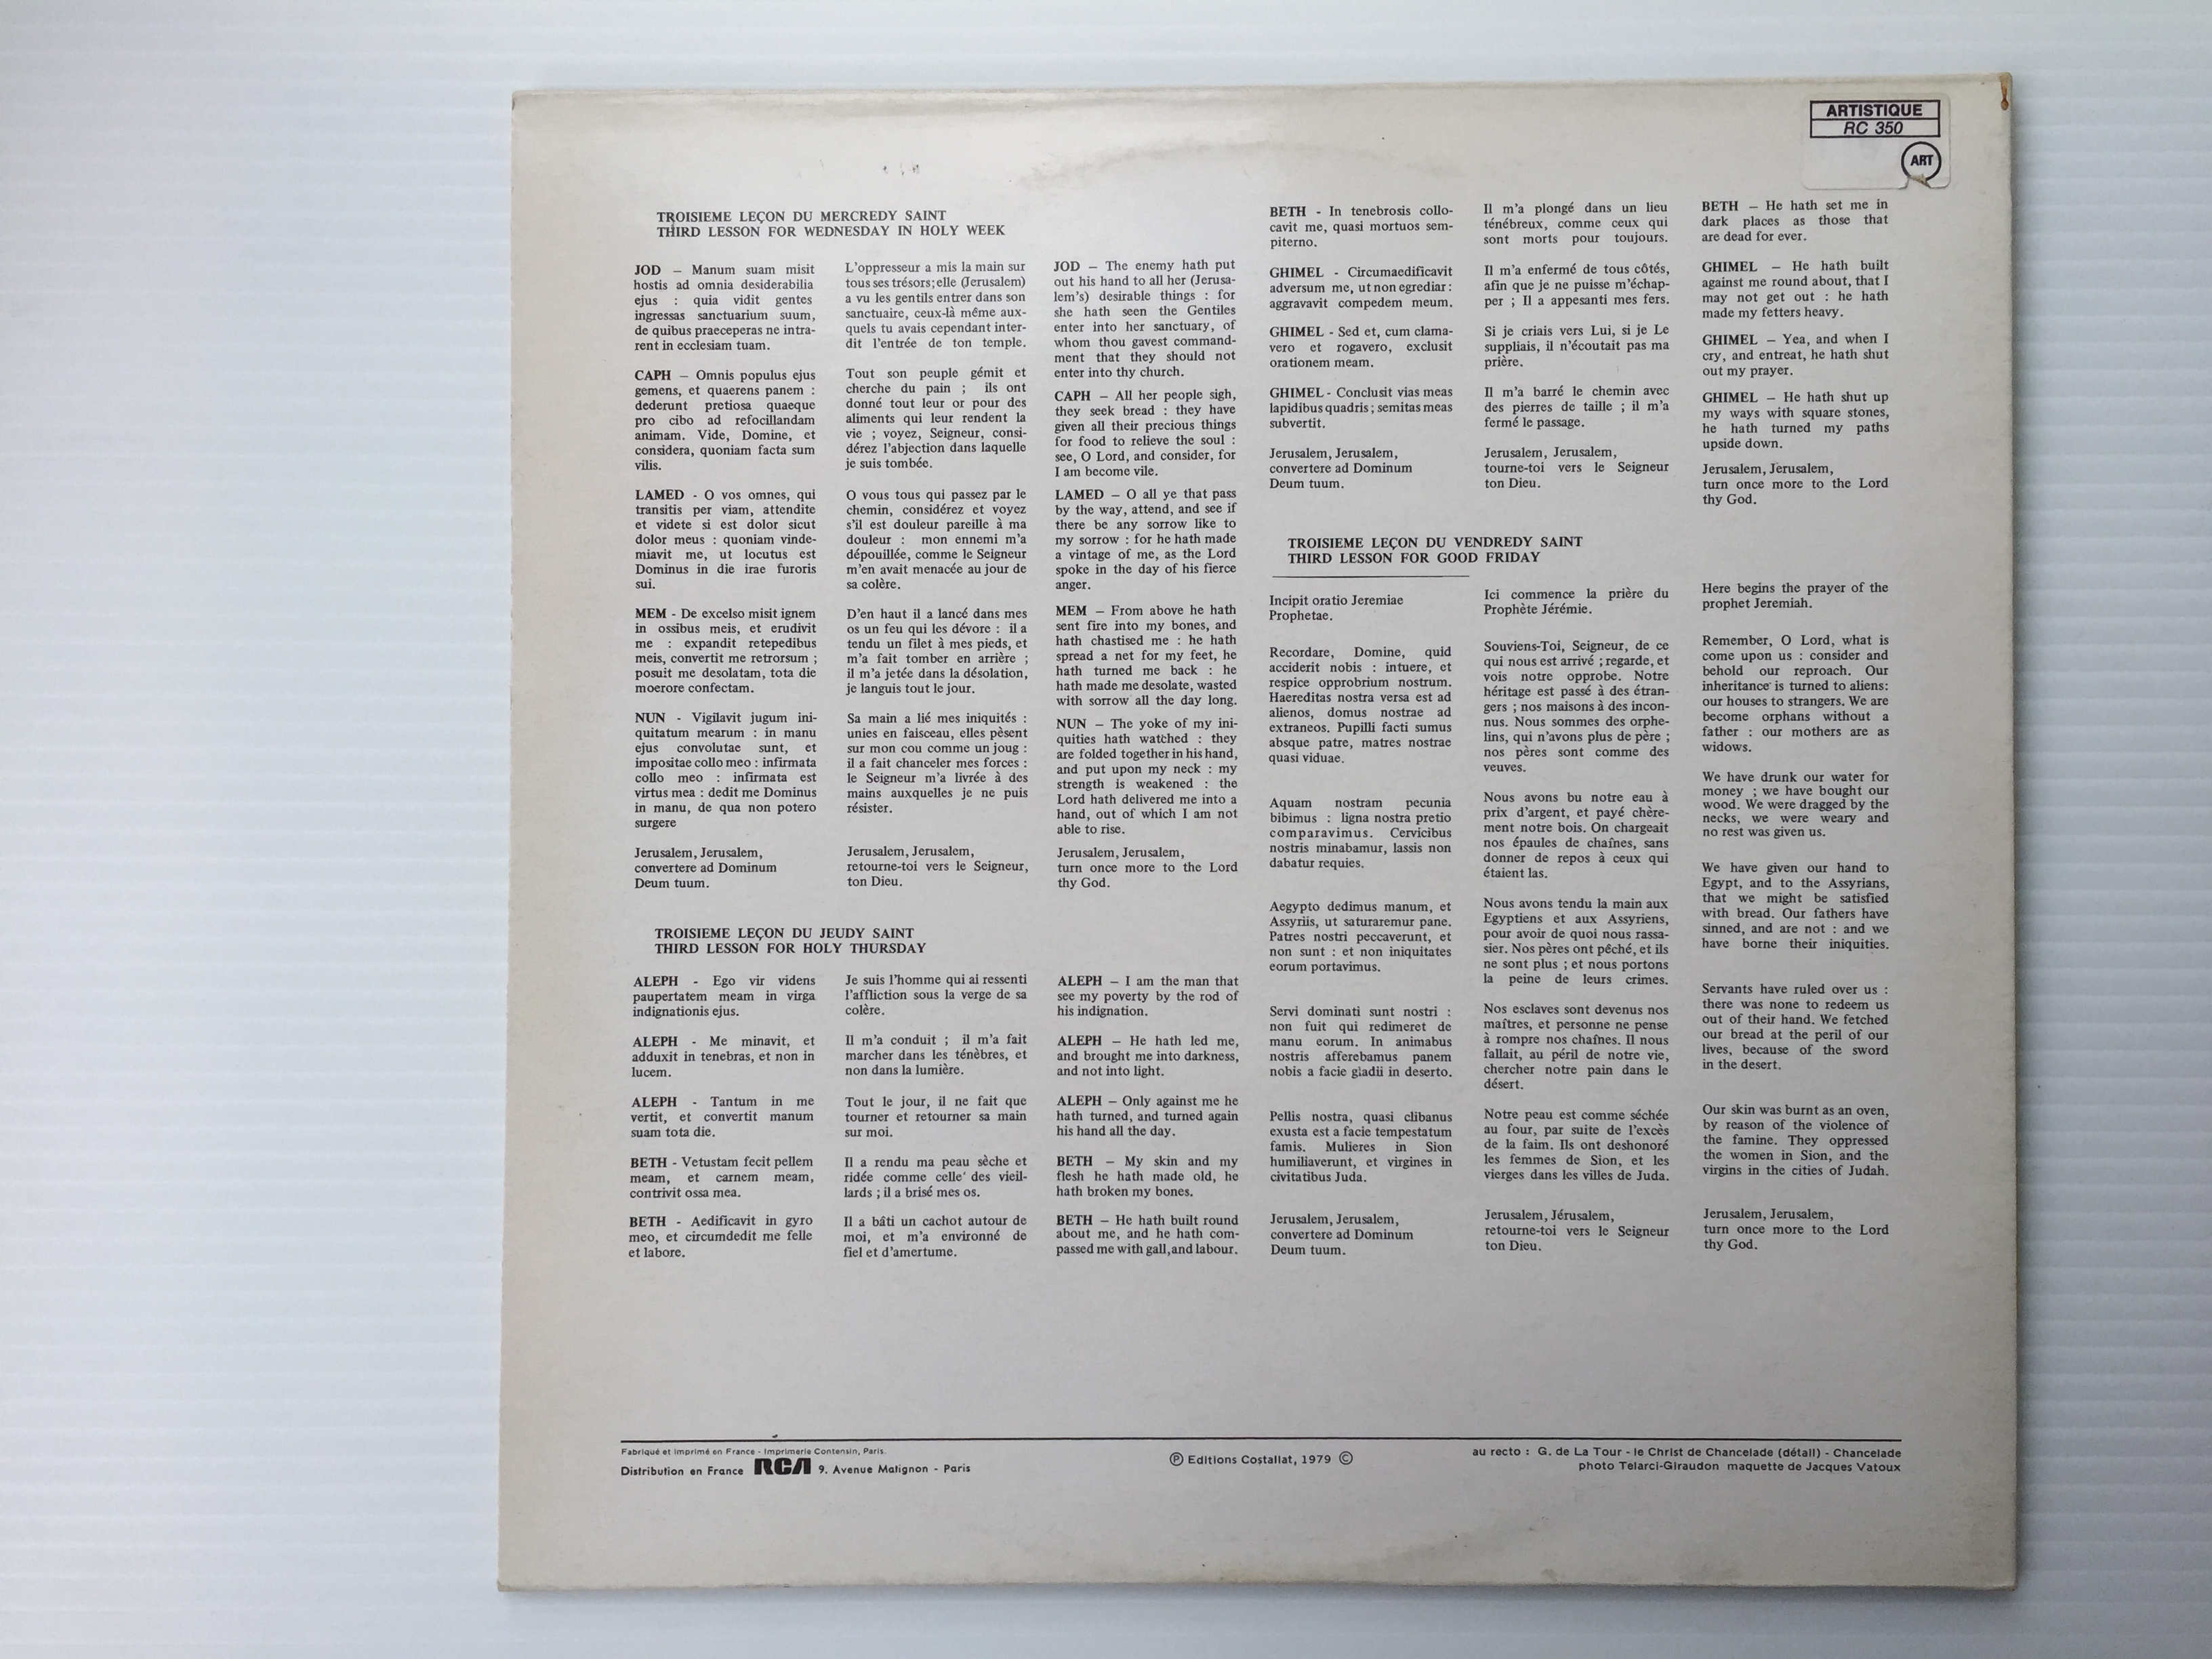 ARTISTIQUE
RC 350
ART
TROISIEME LEÇON DU MERCREDY SAINT
THIRD LESSON FOR WEDNESDAY IN HOLY WEEK
JOD – Manum suam misit
hostis ad omnia desiderabilia
ejus : quia vidit gentes
ingressas sanctuarium suum,
de quibus praeceperas ne intra-
rent in ecclesiam tuam.
CAPH – Omnis populus ejus
gemens, et quaerens panem :
dederunt pretiosa quaeque
pro cibo ad refocillandam
animam. Vide, Domine, et
considera, quoniam facta sum
vilis.
LAMED - O vos omnes, qui
transitis per viam, attendite
et videte si est dolor sicut
dolor meus : quoniam vinde-
miavit me, ut locutus est
Dominus in die irae furoris
sui.
MEM - De excelso misit ignem
in ossibus meis, et erudivit
me : expandit retepedibus
meis, convertit me retrorsum ;
posuit me desolatam, tota die
moerore confectam.
NUN - Vigilavit jugum ini-
quitatum mearum : in manu
ejus convolutae sunt, et
impositae collo meo : infirmata
collo meo : infirmata est
virtus mea : dedit me Dominus
in manu, de qua non potero
surgere
Jerusalem, Jerusalem,
convertere ad Dominum
Deum tuum.
L'oppresseur a mis la main sur
tous ses trésors; elle (Jerusalem)
a vu les gentils entrer dans son
sanctuaire, ceux-là même aux-
quels tu avais cependant inter-
dit l'entrée de ton temple.
Tout son peuple gémit et
cherche du pain ; ils ont
donné tout leur or pour des
aliments qui leur rendent la
vie ; voyez, Seigneur, consi-
dérez l'abjection dans laquelle
je suis tombée.
O vous tous qui passez par le
chemin, considérez et voyez
s'il est douleur pareille à ma
douleur : mon ennemi m'a
dépouillée, comme le Seigneur
m'en avait menacée au jour de
sa colère.
D'en haut il a lancé dans mes
os un feu qui les dévore : il a
tendu un filet à mes pieds, et
m'a fait tomber en arrière ;
il m'a jetée dans la désolation,
je languis tout le jour.
Sa main a lié mes iniquités :
unies en faisceau, elles pèsent
sur mon cou comme un joug :
il a fait chanceler mes forces :
le Seigneur m'a livrée à des
mains auxquelles je ne puis
résister.
Jerusalem, Jerusalem,
retourne-toi vers le Seigneur,
ton Dieu.
JOD – The enemy hath put
out his hand to all her (Jerusa-
lem's) desirable things : for
she hath seen the Gentiles
enter into her sanctuary, of
whom thou gavest command-
ment that they should not
enter into thy church.
CAPH – All her people sigh,
they seek bread : they have
given all their precious things
for food to relieve the soul :
see, O Lord, and consider, for
I am become vile.
LAMED – O all ye that pass
by the way, attend, and see if
there be any sorrow like to
my sorrow : for he hath made
a vintage of me, as the Lord
spoke in the day of his fierce
anger.
MEM – From above he hath
sent fire into my bones, and
hath chastised me : he hath
spread a net for my feet, he
hath turned me back : he
hath made me desolate, wasted
with sorrow all the day long.
NUN – The yoke of my ini-
quities hath watched : they
are folded together in his hand,
and put upon my neck : my
strength is weakened : the
Lord hath delivered me into a
hand, out of which I am not
able to rise.
Jerusalem, Jerusalem,
turn once more to the Lord
thy God.
TROISIEME LEÇON DU JEUDY SAINT
THIRD LESSON FOR HOLY THURSDAY
ALEPH - Ego vir videns
paupertatem meam in virga
indignationis ejus.
ALEPH - Me minavit, et
adduxit in tenebras, et non in
lucem.
ALEPH - Tantum in me
vertit, et convertit manum
suam tota die.
BETH - Vetustam fecit pellem
meam, et carnem meam,
contrivit ossa mea.
BETH - Aedificavit in gyro
meo, et circumdedit me felle
et labore.
Je suis l'homme qui ai ressenti
l'affliction sous la verge de sa
colère.
Il m'a conduit ; il m'a fait
marcher dans les ténèbres, et
non dans la lumière.
Tout le jour, il ne fait que
tourner et retourner sa main
sur moi.
Il a rendu ma peau sèche et
ridée comme celle des vieil-
lards ; il a brisé mes os.
Il a bâti un cachot autour de
moi, et m'a environné de
fiel et d'amertume.
ALEPH – I am the man that
see my poverty by the rod of
his indignation.
ALEPH – He hath led me,
and brought me into darkness,
and not into light.
ALEPH – Only against me he
hath turned, and turned again
his hand all the day.
BETH – My skin and my
flesh he hath made old, he
hath broken my bones.
BETH – He hath built round
about me, and he hath com-
passed me with gall,and labour.
BETH - In tenebrosis collo-
cavit me, quasi mortuos sem-
piterno.
GHIMEL - Circumaedificavit
adversum me, ut non egrediar :
aggravavit compedem meum.
GHIMEL - Sed et, cum clama-
vero et rogavero, exclusit
orationem meam.
GHIMEL - Conclusit vias meas
lapidibus quadris ; semitas meas
subvertit.
Jerusalem, Jerusalem,
convertere ad Dominum
Deum tuum.
Il m'a plongé dans un lieu
ténébreux, comme ceux qui
sont morts pour toujours.
Il m'a enfermé de tous côtés,
afin que je ne puisse m'échap-
per ; Il a appesanti mes fers.
Si je criais vers Lui, si je Le
suppliais, il n'écoutait pas ma
prière.
Il m'a barré le chemin avec
des pierres de taille ; il m'a
fermé le passage.
Jerusalem, Jerusalem,
tourne-toi vers le Seigneur
ton Dieu.
BETH – He hath set me in
dark places as those that
are dead for ever.
GHIMEL – He hath built
against me round about, that I
may not get out : he hath
made my fetters heavy.
GHIMEL – Yea, and when I
cry, and entreat, he hath shut
out my prayer.
GHIMEL – He hath shut up
my ways with square stones,
he hath turned my paths
upside down.
Jerusalem, Jerusalem,
turn once more to the Lord
thy God.
TROISIEME LEÇON DU VENDREDY SAINT
THIRD LESSON FOR GOOD FRIDAY
Incipit oratio Jeremiae
Prophetae.
Recordare, Domine, quid
acciderit nobis : intuere, et
respice opprobrium nostrum.
Haereditas nostra versa est ad
alienos, domus nostrae ad
extraneos. Pupilli facti sumus
absque patre, matres nostrae
quasi viduae.
Aquam nostram pecunia
bibimus : ligna nostra pretio
comparavimus. Cervicibus
nostris minabamur, lassis non
dabatur requies.
Aegypto dedimus manum, et
Assyriis, ut saturaremur pane.
Patres nostri peccaverunt, et
non sunt : et non iniquitates
eorum portavimus.
Servi dominati sunt nostri :
non fuit qui redimeret de
manu eorum. In animabus
nostris afferebamus panem
nobis a facie gladii in deserto.
Pellis nostra, quasi clibanus
exusta est a facie tempestatum
famis. Mulieres in Sion
humiliaverunt, et virgines in
civitatibus Juda.
Jerusalem, Jerusalem,
convertere ad Dominum
Deum tuum.
Ici commence la prière du
Prophète Jérémie.
Souviens-Toi, Seigneur, de ce
qui nous est arrivé ; regarde, et
vois notre opprobe. Notre
héritage est passé à des étran-
gers ; nos maisons à des incon-
nus. Nous sommes des orphe-
lins, qui n'avons plus de père ;
nos pères sont comme des
veuves.
Nous avons bu notre eau à
prix d'argent, et payé chère-
ment notre bois. On chargeait
nos épaules de chaînes, sans
donner de repos à ceux qui
étaient las.
Nous avons tendu la main aux
Egyptiens et aux Assyriens,
pour avoir de quoi nous rassa-
sier. Nos pères ont pêché, et ils
ne sont plus ; et nous portons
la peine de leurs crimes.
Nos esclaves sont devenus nos
maîtres, et personne ne pense
à rompre nos chaînes. Il nous
fallait, au péril de notre vie,
chercher notre pain dans le
désert.
Notre peau est comme séchée
au four, par suite de l'excès
de la faim. Ils ont deshonoré
les femmes de Sion, et les
vierges dans les villes de Juda.
Jerusalem, Jérusalem,
retourne-toi vers le Seigneur
ton Dieu.
Here begins the prayer of the
prophet Jeremiah.
Remember, O Lord, what is
come upon us : consider and
behold our reproach. Our
inheritance is turned to aliens:
our houses to strangers. We are
become orphans without a
father : our mothers are as
widows.
We have drunk our water for
money ; we have bought our
wood. We were dragged by the
necks, we were weary and
no rest was given us.
We have given our hand to
Egypt, and to the Assyrians,
that we might be satisfied
with bread. Our fathers have
sinned, and are not : and we
have borne their iniquities.
Servants have ruled over us :
there was none to redeem us
out of their hand. We fetched
our bread at the peril of our
lives, because of the sword
in the desert.
Our skin was burnt as an oven,
by reason of the violence of
the famine. They oppressed
the women in Sion, and the
virgins in the cities of Judah.
Jerusalem, Jerusalem,
turn once more to the Lord
thy God.
Fabriqué et Imprimé en France - Imprimerie Contensin, Paris.
Distribution en France RCA 9. Avenue Matignon - Paris
Ⓟ Editions Costallat, 1979 ©
au recto : G. de La Tour - le Christ de Chancelade (détail) - Chancelade
photo Telarci-Giraudon maquette de Jacques Vatoux